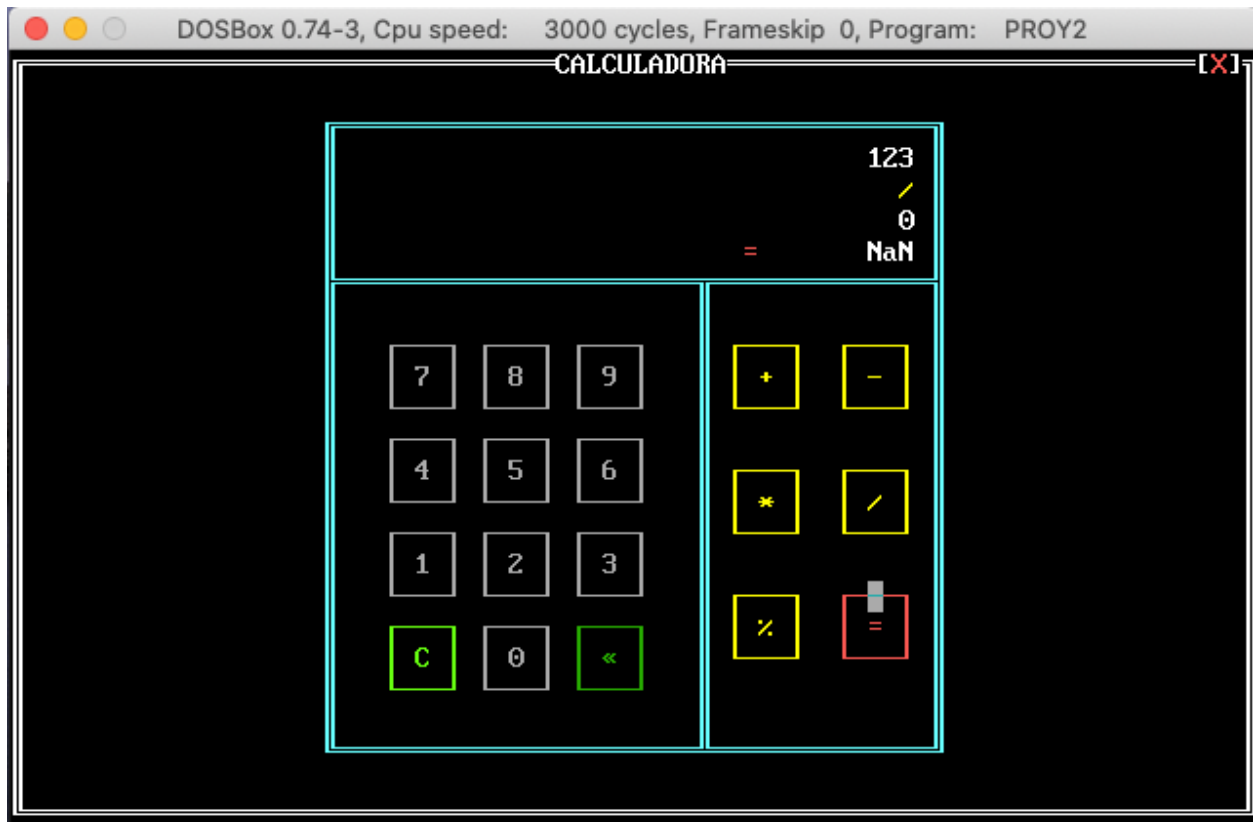 DOSBox 0.74-3, Cpu speed: 3000 cycles, Frameskip 0, Program: PROY2
CALCULADORA [X]
123
/
0
= NaN
7 8 9 + -
4 5 6 * /
1 2 3
% =
C 0 «